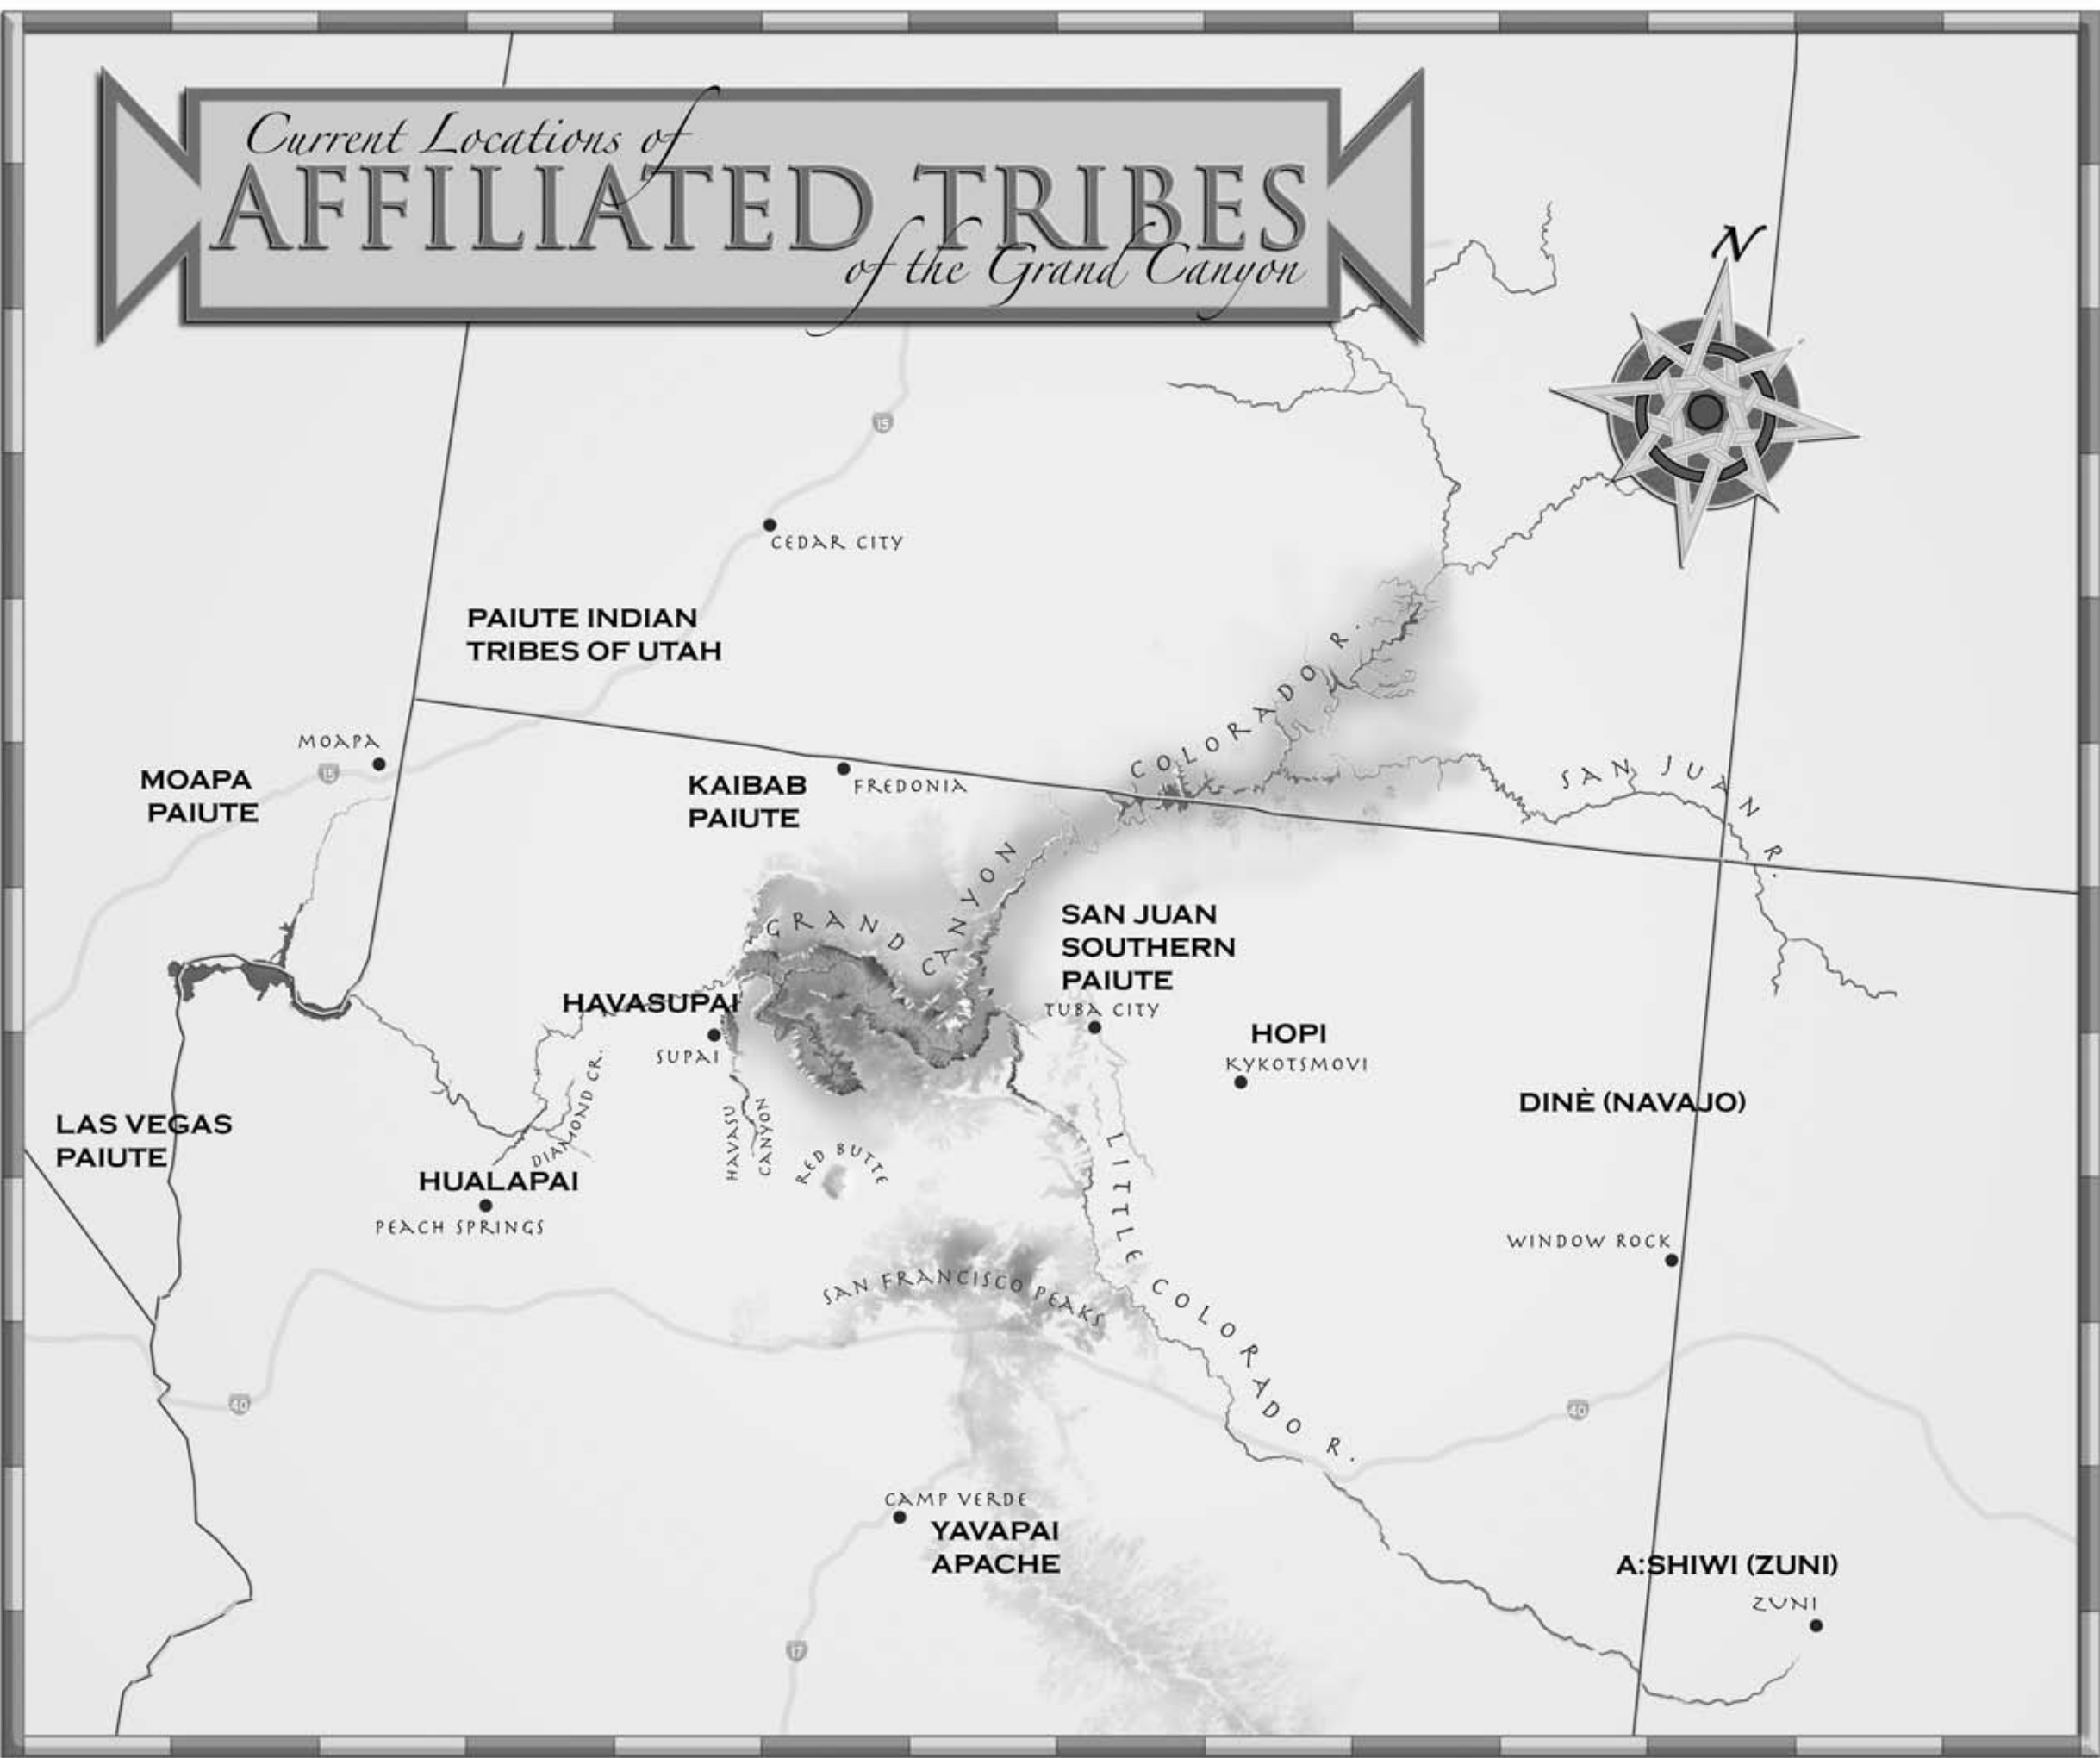 Current Locations of
AFFILIATED TRIBES
of the Grand Canyon
N
15
CEDAR CITY
PAIUTE INDIAN
TRIBES OF UTAH
COLORADO R.
MOAPA
15
MOAPA
PAIUTE
KAIBAB
PAIUTE
FREDONIA
SAN JUAN R.
GRAND CANYON
SAN JUAN
SOUTHERN
PAIUTE
TUBA CITY
HAVASUPAI
SUPAI
HOPI
KYKOTSMOVI
DINÈ (NAVAJO)
LAS VEGAS
PAIUTE
DIAMOND CR.
HAVASU
CANYON
RED BUTTE
HUALAPAI
PEACH SPRINGS
WINDOW ROCK
SAN FRANCISCO PEAKS
LITTLE COLORADO R.
40
40
CAMP VERDE
YAVAPAI
APACHE
A:SHIWI (ZUNI)
ZUNI
17